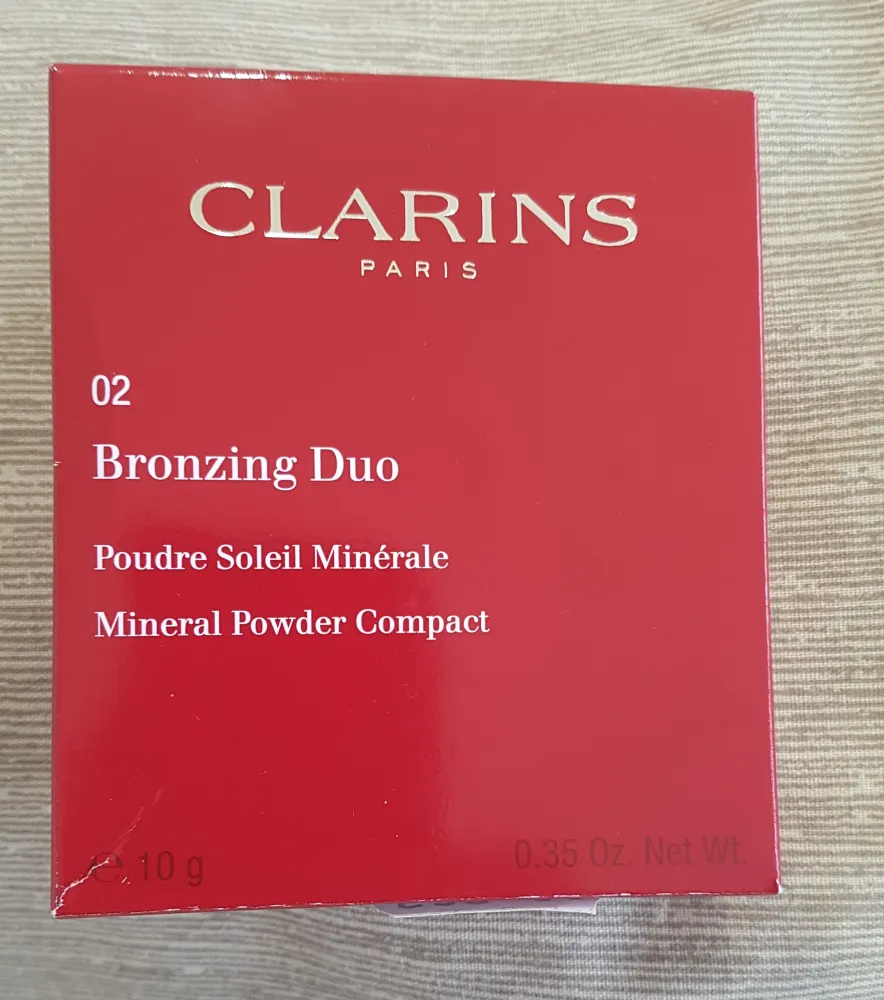 CLARINS
PARIS
02
Bronzing Duo
Poudre Soleil Minérale
Mineral Powder Compact
℮ 10 g
0.35 Oz. Net Wt.